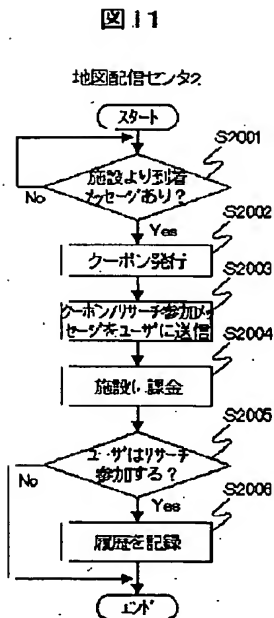 図11
地図配信センタ2
スタート
S2001
施設より到着
メッセージあり?
No
Yes
S2002
クーポン発行
S2003
クーポン/リサーチ参加メッ
セージをユーザに送信
S2004
施設に課金
S2005
ユーザはリサーチ
参加する?
No
Yes
S2006
履歴を記録
エンド